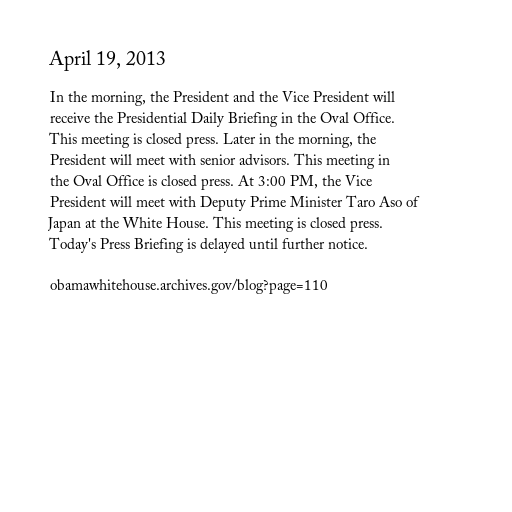 April 19, 2013
In the morning, the President and the Vice President will
receive the Presidential Daily Briefing in the Oval Office.
This meeting is closed press. Later in the morning, the
President will meet with senior advisors. This meeting in
the Oval Office is closed press. At 3:00 PM, the Vice
President will meet with Deputy Prime Minister Taro Aso of
Japan at the White House. This meeting is closed press.
Today's Press Briefing is delayed until further notice.
obamawhitehouse.archives.gov/blog?page=110